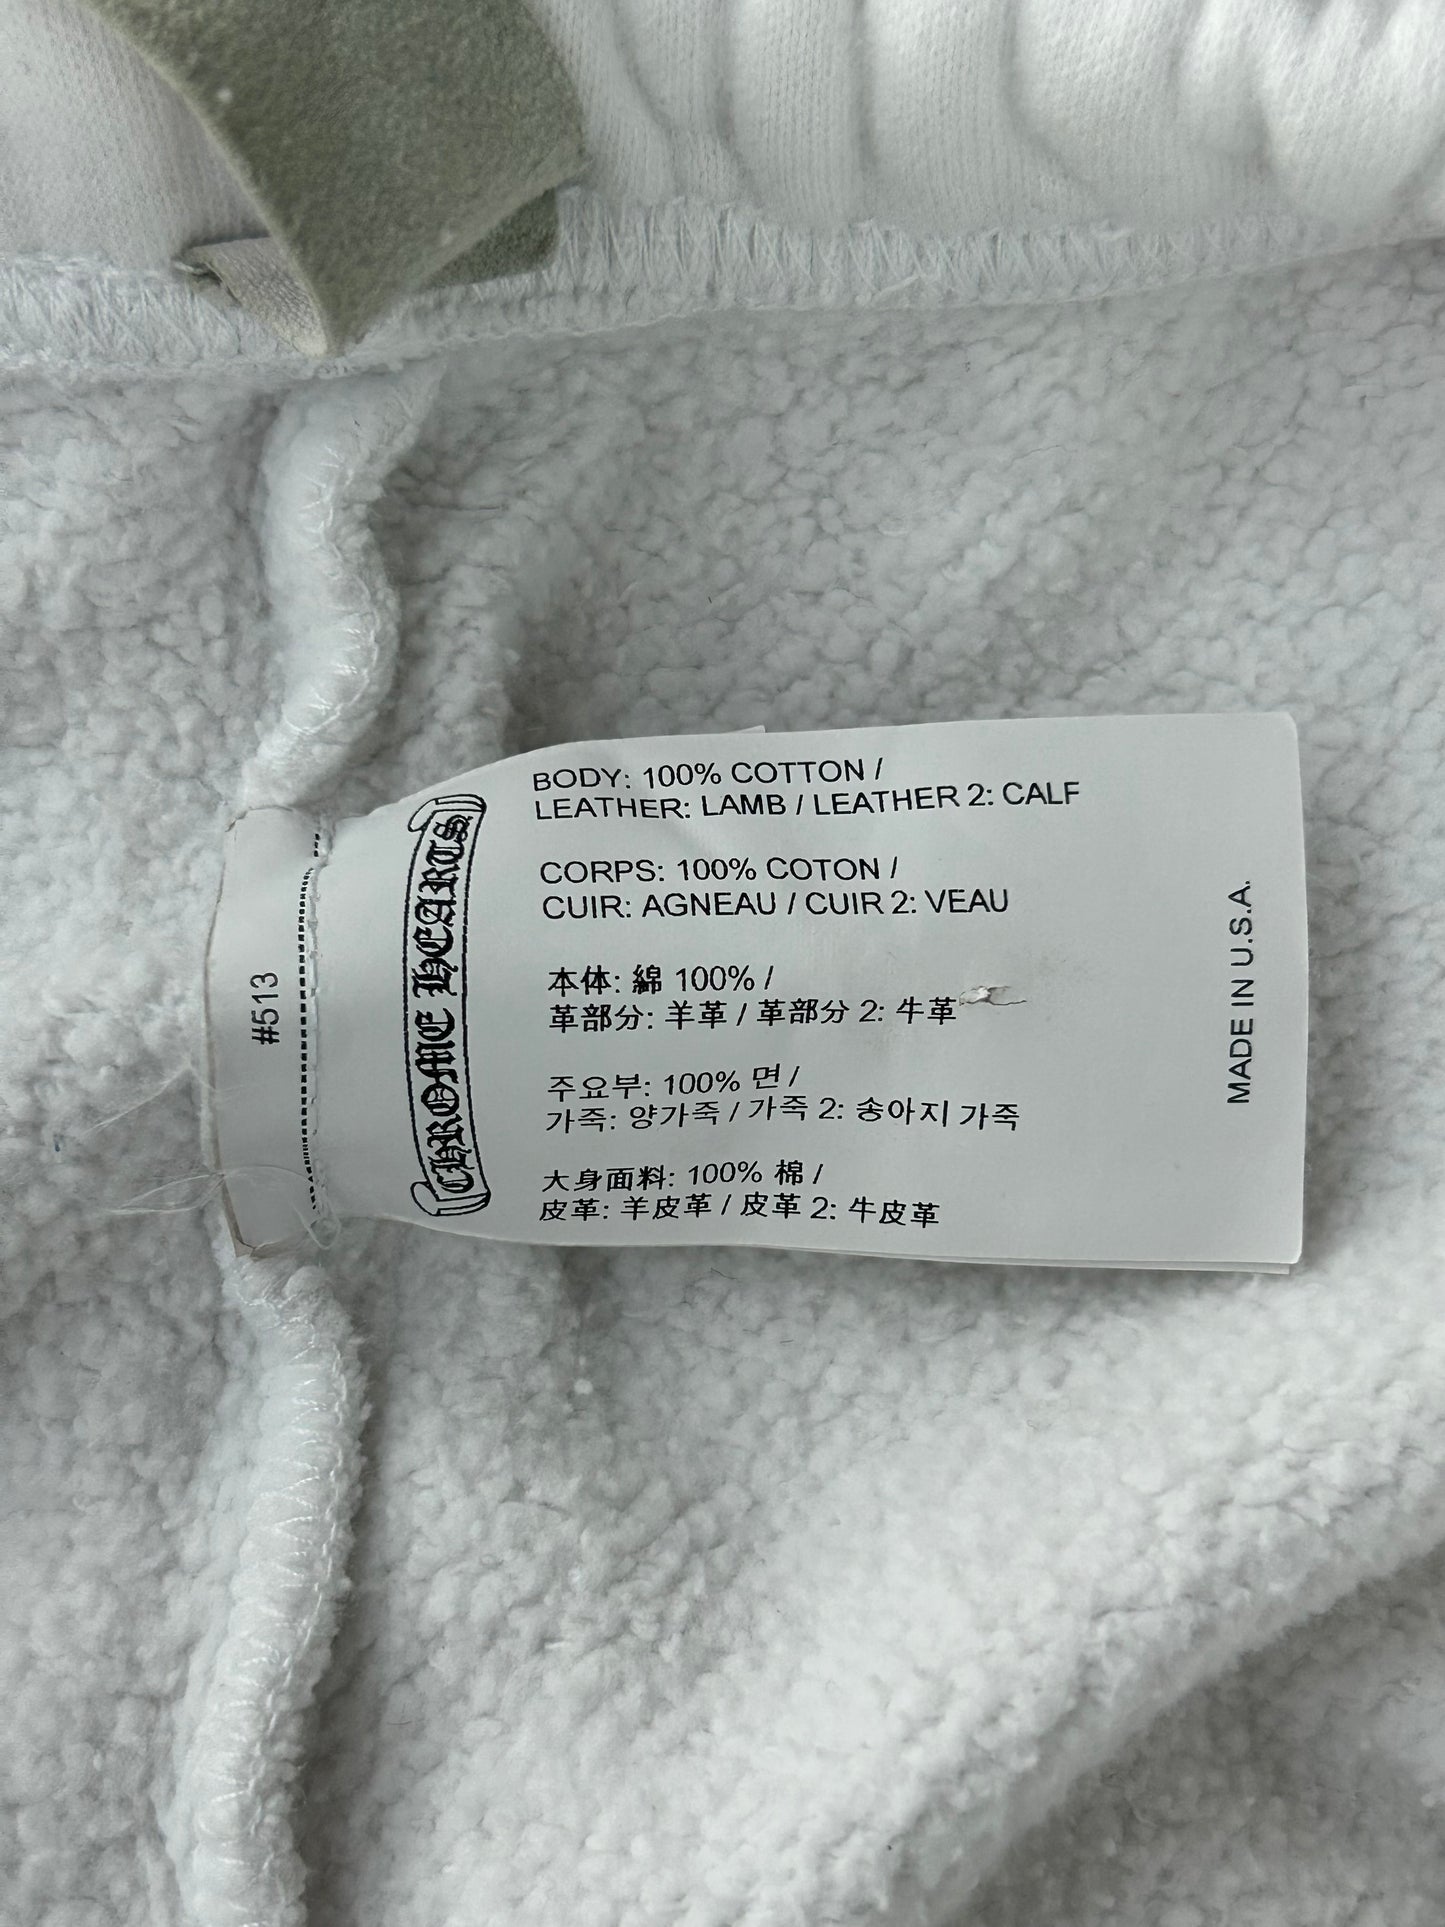 #513
CHROME HEARTS
BODY: 100% COTTON /
LEATHER: LAMB / LEATHER 2: CALF
CORPS: 100% COTON /
CUIR: AGNEAU / CUIR 2: VEAU
本体: 綿 100% /
革部分: 羊革 / 革部分 2: 牛革
주요부: 100% 면 /
가죽: 양가죽 / 가죽 2: 송아지 가죽
大身面料: 100% 棉 /
皮革: 羊皮革 / 皮革 2: 牛皮革
MADE IN U.S.A.